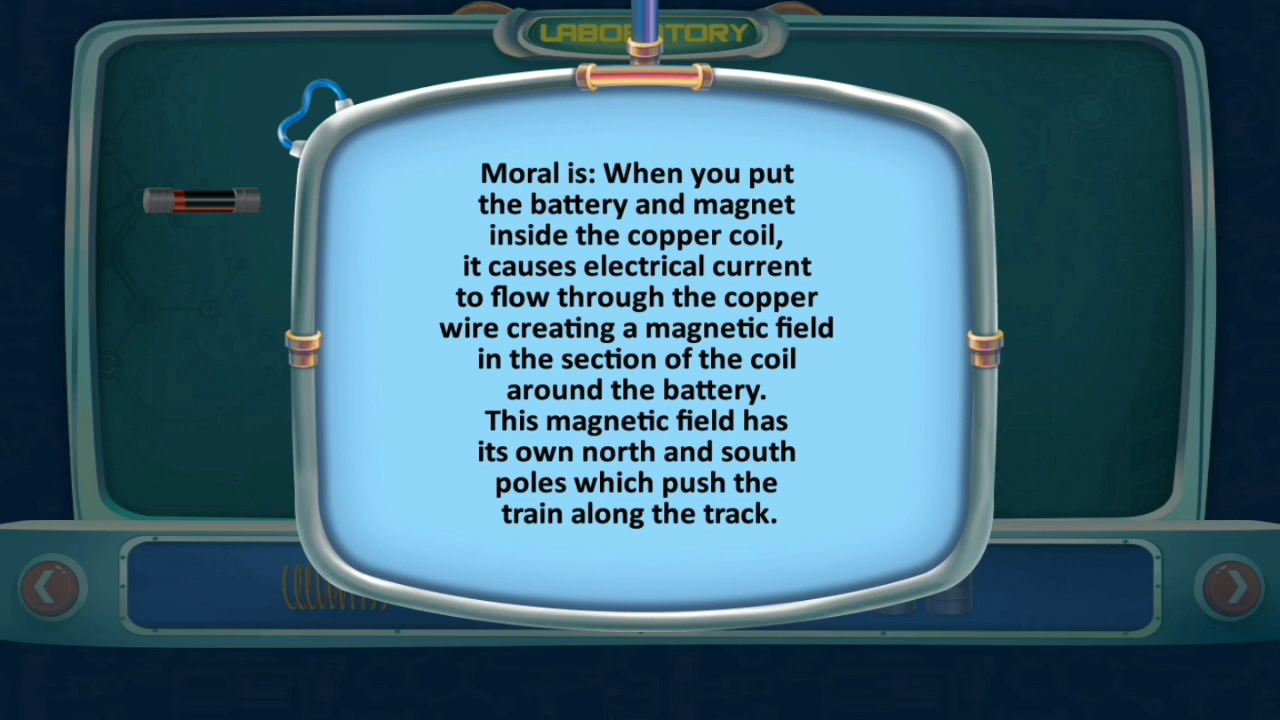 LABORATORY
Moral is: When you put
the battery and magnet
inside the copper coil,
it causes electrical current
to flow through the copper
wire creating a magnetic field
in the section of the coil
around the battery.
This magnetic field has
its own north and south
poles which push the
train along the track.